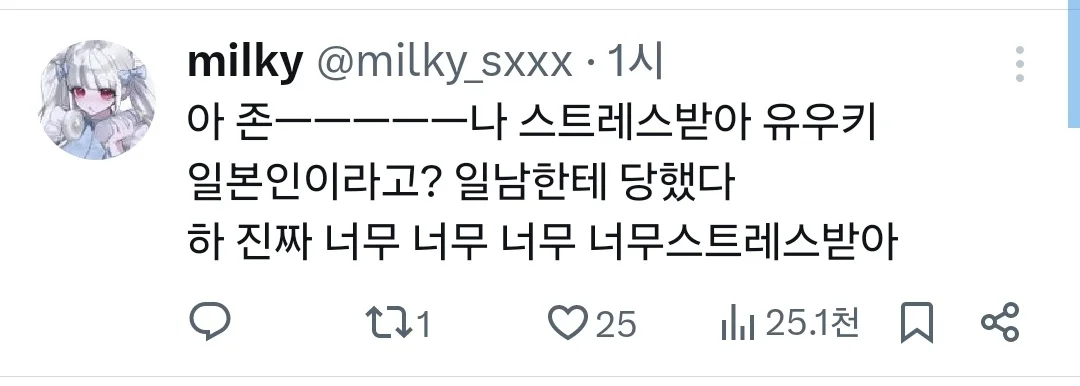 milky @milky_sxxx · 1시
아 존ㅡㅡㅡㅡㅡ나 스트레스받아 유우키
일본인이라고? 일남한테 당했다
하 진짜 너무 너무 너무 너무스트레스받아
1 25 25.1천